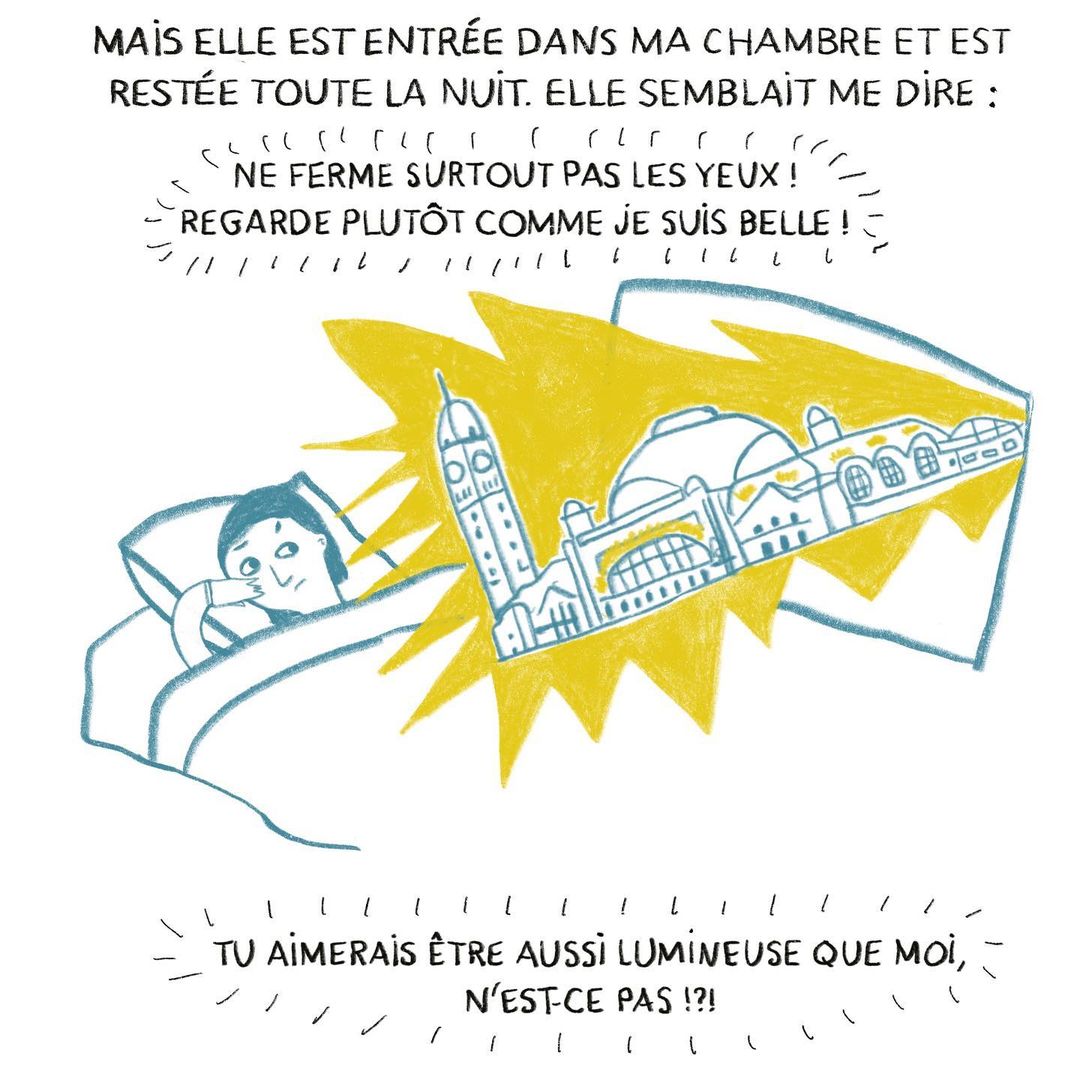 MAIS ELLE EST ENTRÉE DANS MA CHAMBRE ET EST
RESTÉE TOUTE LA NUIT. ELLE SEMBLAIT ME DIRE :
NE FERME SURTOUT PAS LES YEUX !
REGARDE PLUTÔT COMME JE SUIS BELLE !
TU AIMERAIS ÊTRE AUSSI LUMINEUSE QUE MOI,
N'EST-CE PAS !?!